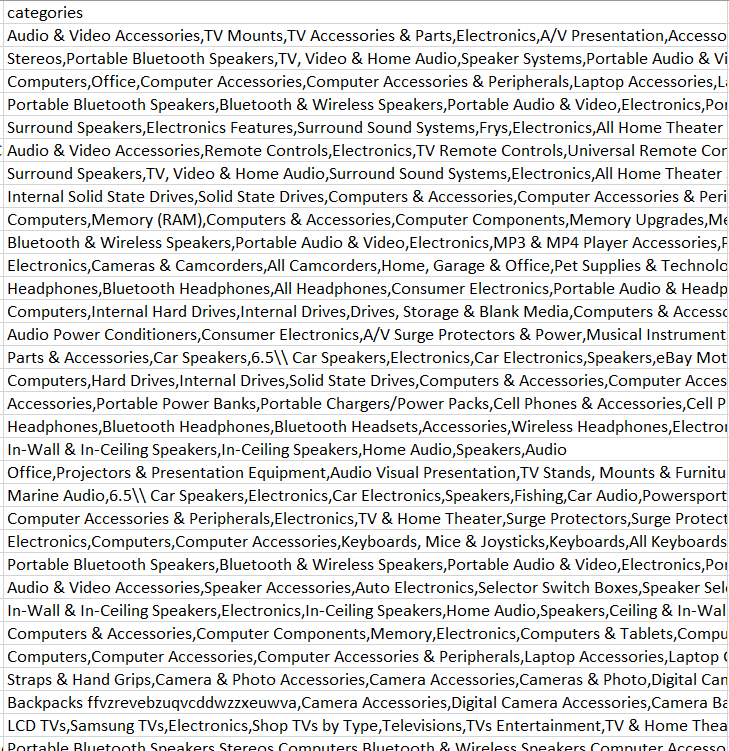 categories
Audio & Video Accessories,TV Mounts,TV Accessories & Parts,Electronics,A/V Presentation,Accesso
Stereos,Portable Bluetooth Speakers,TV, Video & Home Audio,Speaker Systems,Portable Audio & Vi
Computers,Office,Computer Accessories,Computer Accessories & Peripherals,Laptop Accessories,L
Portable Bluetooth Speakers,Bluetooth & Wireless Speakers,Portable Audio & Video,Electronics,Por
Surround Speakers,Electronics Features,Surround Sound Systems,Frys,Electronics,All Home Theater
Audio & Video Accessories,Remote Controls,Electronics,TV Remote Controls,Universal Remote Cor
Surround Speakers,TV, Video & Home Audio,Surround Sound Systems,Electronics,All Home Theater
Internal Solid State Drives,Solid State Drives,Computers & Accessories,Computer Accessories & Peri
Computers,Memory (RAM),Computers & Accessories,Computer Components,Memory Upgrades,Me
Bluetooth & Wireless Speakers,Portable Audio & Video,Electronics,MP3 & MP4 Player Accessories,P
Electronics,Cameras & Camcorders,All Camcorders,Home, Garage & Office,Pet Supplies & Technolo
Headphones,Bluetooth Headphones,All Headphones,Consumer Electronics,Portable Audio & Headp
Computers,Internal Hard Drives,Internal Drives,Drives, Storage & Blank Media,Computers & Accesso
Audio Power Conditioners,Consumer Electronics,A/V Surge Protectors & Power,Musical Instrument
Parts & Accessories,Car Speakers,6.5\\ Car Speakers,Electronics,Car Electronics,Speakers,eBay Mot
Computers,Hard Drives,Internal Drives,Solid State Drives,Computers & Accessories,Computer Acces
Accessories,Portable Power Banks,Portable Chargers/Power Packs,Cell Phones & Accessories,Cell P
Headphones,Bluetooth Headphones,Bluetooth Headsets,Accessories,Wireless Headphones,Electror
In-Wall & In-Ceiling Speakers,In-Ceiling Speakers,Home Audio,Speakers,Audio
Office,Projectors & Presentation Equipment,Audio Visual Presentation,TV Stands, Mounts & Furnitu
Marine Audio,6.5\\ Car Speakers,Electronics,Car Electronics,Speakers,Fishing,Car Audio,Powersport
Computer Accessories & Peripherals,Electronics,TV & Home Theater,Surge Protectors,Surge Protect
Electronics,Computers,Computer Accessories,Keyboards, Mice & Joysticks,Keyboards,All Keyboards
Portable Bluetooth Speakers,Bluetooth & Wireless Speakers,Portable Audio & Video,Electronics,Por
Audio & Video Accessories,Speaker Accessories,Auto Electronics,Selector Switch Boxes,Speaker Sel
In-Wall & In-Ceiling Speakers,Electronics,In-Ceiling Speakers,Home Audio,Speakers,Ceiling & In-Wal
Computers & Accessories,Computer Components,Memory,Electronics,Computers & Tablets,Compu
Computers,Computer Accessories,Computer Accessories & Peripherals,Laptop Accessories,Laptop
Straps & Hand Grips,Camera & Photo Accessories,Camera Accessories,Cameras & Photo,Digital Can
Backpacks ffvzrevebzuqvcddwzzxeuwva,Camera Accessories,Digital Camera Accessories,Camera Ba
LCD TVs,Samsung TVs,Electronics,Shop TVs by Type,Televisions,TVs Entertainment,TV & Home Thea
Portable Bluetooth Speakers,Stereos,Computers,Bluetooth & Wireless Speakers,Computer Accesso